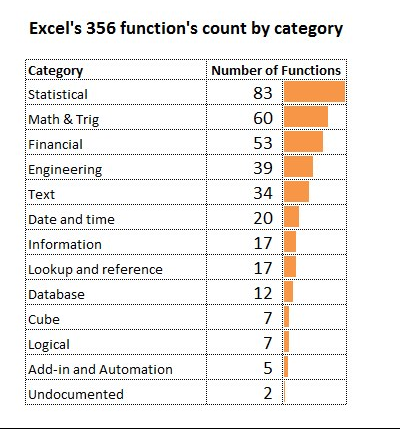 Excel's 356 function's count by category
Category Number of Functions
Statistical 83
Math & Trig 60
Financial 53
Engineering 39
Text 34
Date and time 20
Information 17
Lookup and reference 17
Database 12
Cube 7
Logical 7
Add-in and Automation 5
Undocumented 2